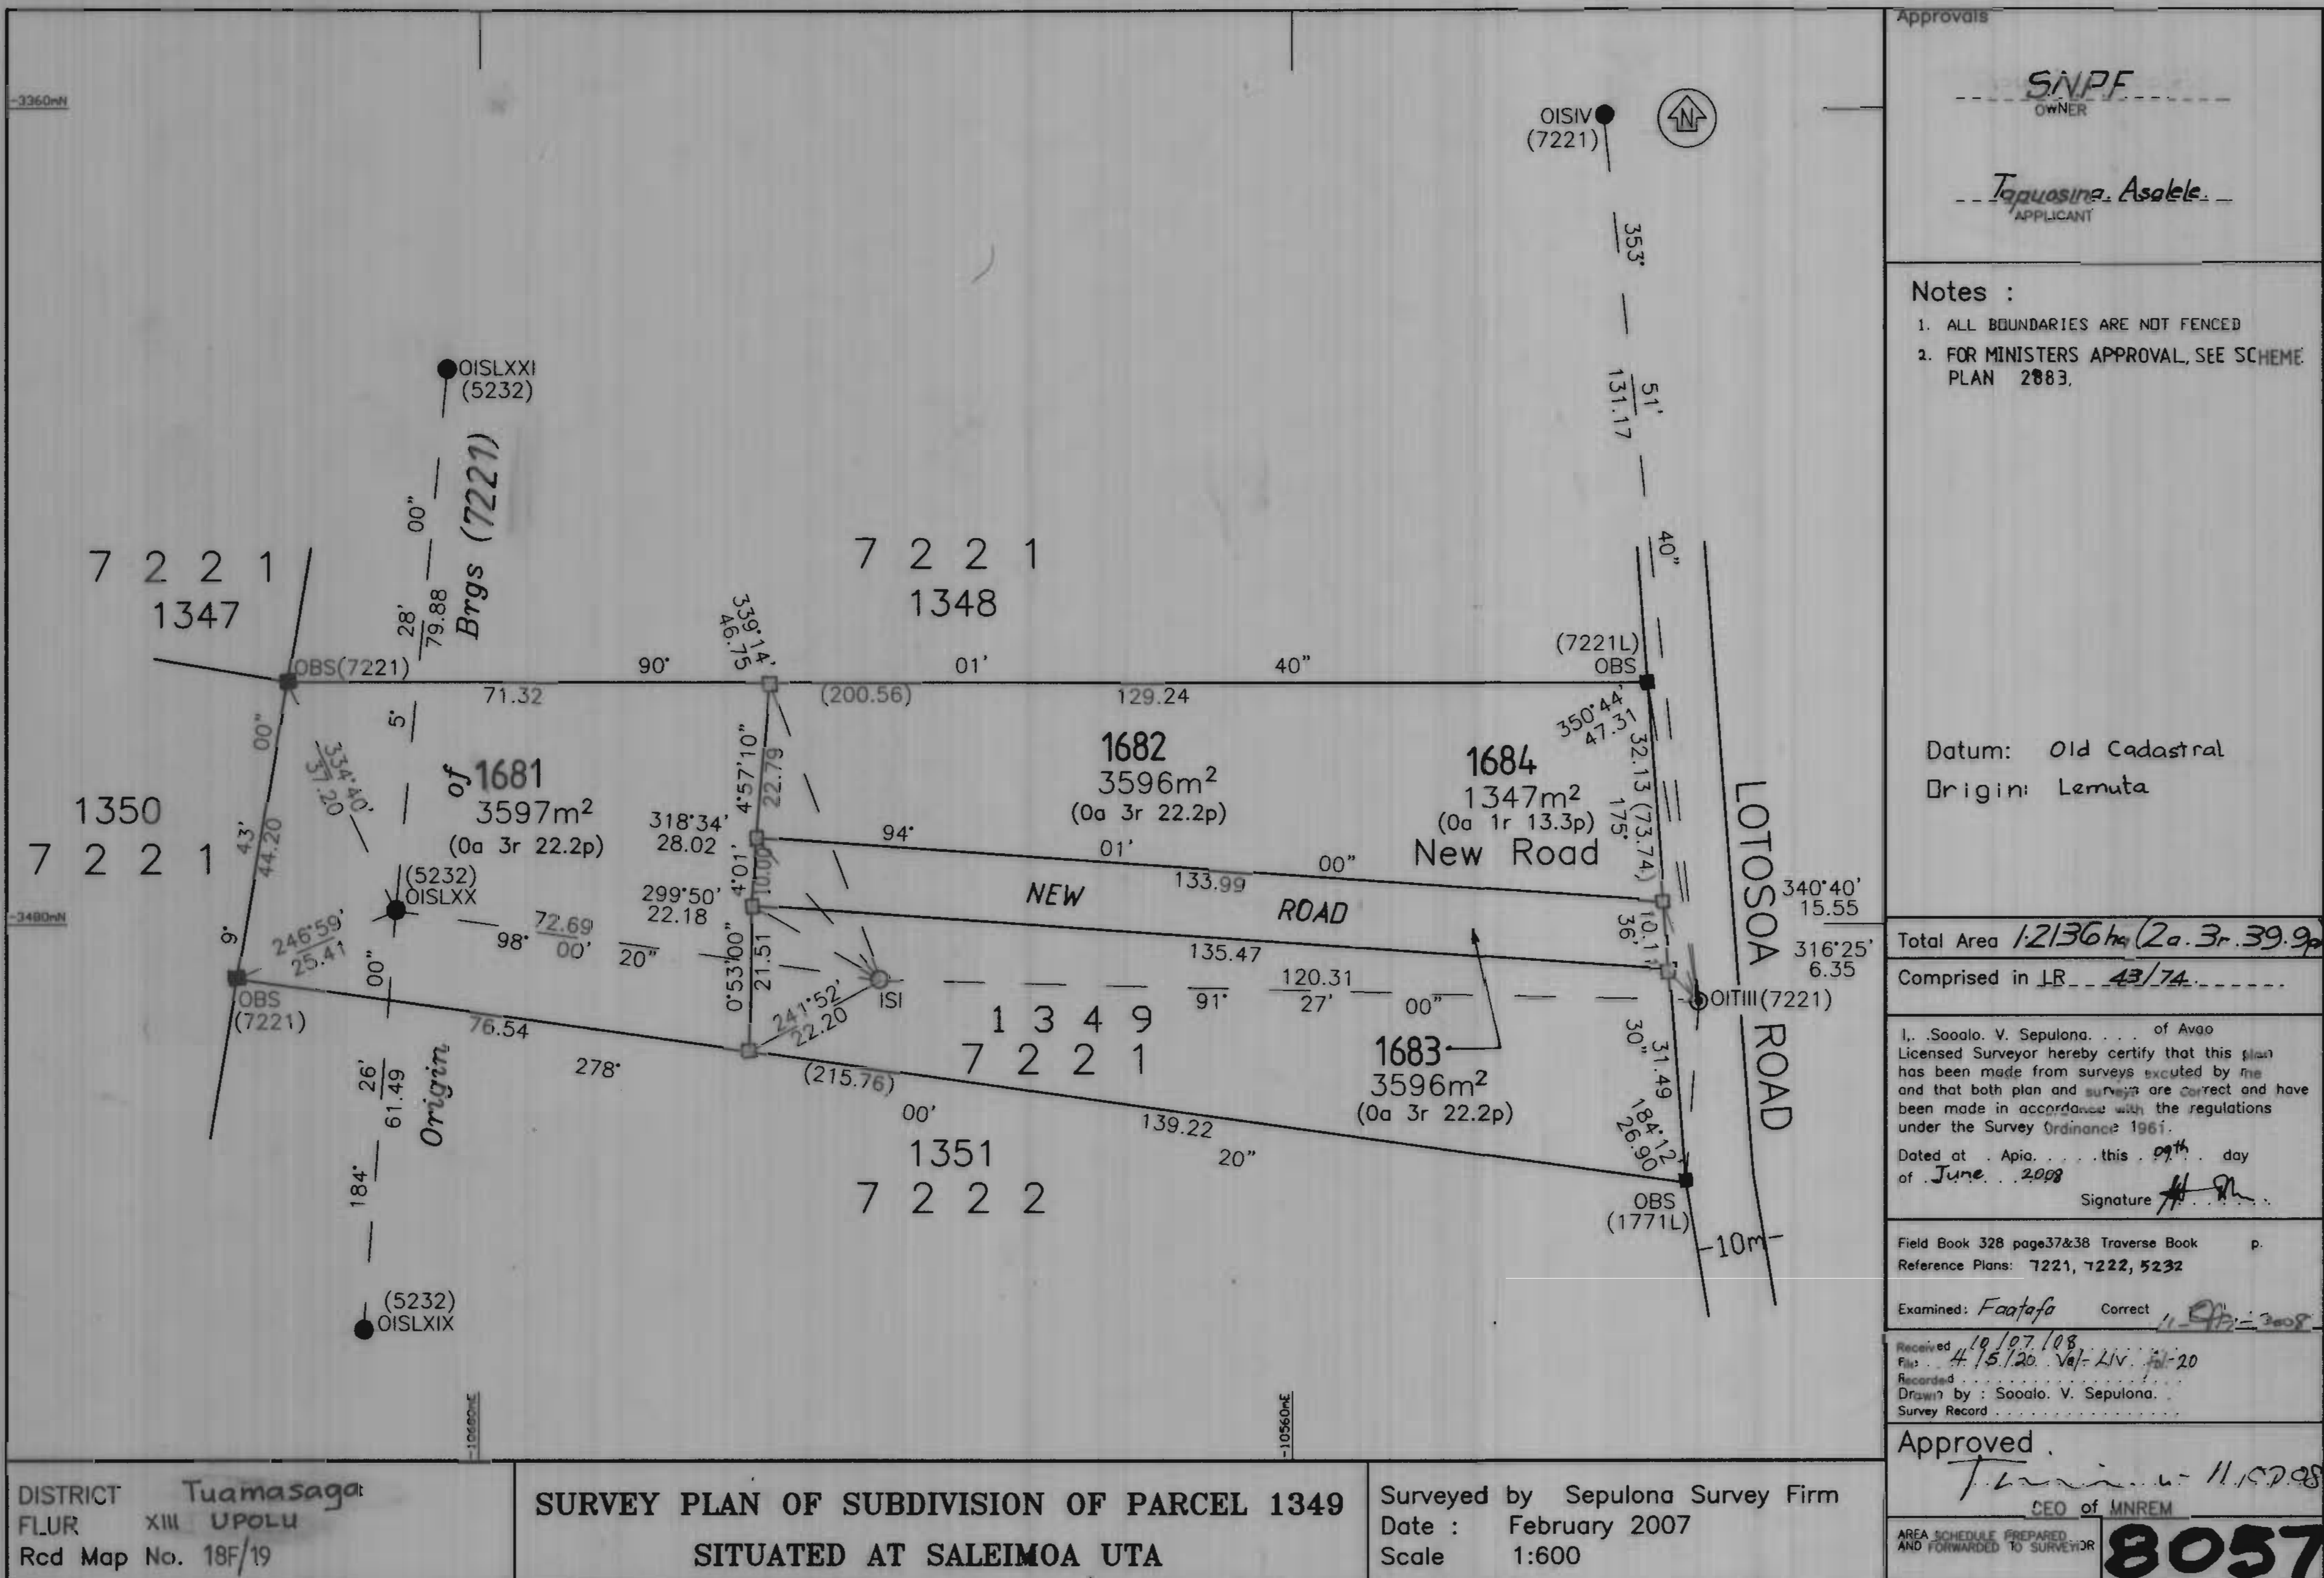 -3360mN
OISIV
(7221)
N
353°
51'
131.17
40"
OISLXXI
(5232)
Brgs (7221)
00"
28'
79.88
7 2 2 1
1347
7 2 2 1
1348
339°14'
46.75
(7221L)
OBS
OBS(7221)
90°
01'
40"
71.32
(200.56)
129.24
350°44'
47.31
00"
43'
44.20
9°
5°
334°40'
37.20
of
1681
3597m²
(0a 3r 22.2p)
4°57'10"
22.79
318°34'
28.02
1682
3596m²
(0a 3r 22.2p)
1684
1347m²
(0a 1r 13.3p)
New Road
32.13 (73.74)
175°
1350
7 2 2 1
(5232)
OISLXX
4°01'
10.00
94°
01'
00"
133.99
NEW ROAD
299°50'
22.18
135.47
LOTOSOA ROAD
340°40'
15.55
316°25'
6.35
-3480mN
246°59'
25.41
72.69
98°
00'
20"
0°53'00"
21.51
ISI
241°52'
22.20
120.31
91°
27'
00"
10.1
36'
OITIII(7221)
OBS
(7221)
00"
76.54
278°
(215.76)
00'
139.22
20"
1 3 4 9
7 2 2 1
1683
3596m²
(0a 3r 22.2p)
30"
31.49
184°12'
26.90
26'
61.49
Origin
184°
1351
7 2 2 2
OBS
(1771L)
10m
(5232)
OISLXIX
-10680mE
-10560mE
Approvals
SNPF
OWNER
Tapuasina. Asalele.
APPLICANT
Notes :
1. ALL BOUNDARIES ARE NOT FENCED
2. FOR MINISTERS APPROVAL, SEE SCHEME
PLAN 2883.
Datum: Old Cadastral
Origin: Lemuta
Total Area 1.2136 ha (2a. 3r. 39.9p
Comprised in LR 43/74
I,. .Sooalo. V. Sepulona. . . . of Avao
Licensed Surveyor hereby certify that this plan
has been made from surveys excuted by me
and that both plan and surveys are correct and have
been made in accordance with the regulations
under the Survey Ordinance 1961.
Dated at . Apia. . . . . this . 09th . day
of . June. . . 2008
Signature
Field Book 328 page37&38 Traverse Book p.
Reference Plans: 7221, 7222, 5232
Examined: Faatafa Correct
Received 10/07/08
File 4/5/20
Recorded
Drawn by : Sooalo. V. Sepulona.
Survey Record
Approved .
CEO of MNREM
AREA SCHEDULE PREPARED
AND FORWARDED TO SURVEYOR
8057
DISTRICT Tuamasaga
FLUR XIII UPOLU
Rcd Map No. 18F/19
SURVEY PLAN OF SUBDIVISION OF PARCEL 1349
SITUATED AT SALEIMOA UTA
Surveyed by Sepulona Survey Firm
Date : February 2007
Scale 1:600